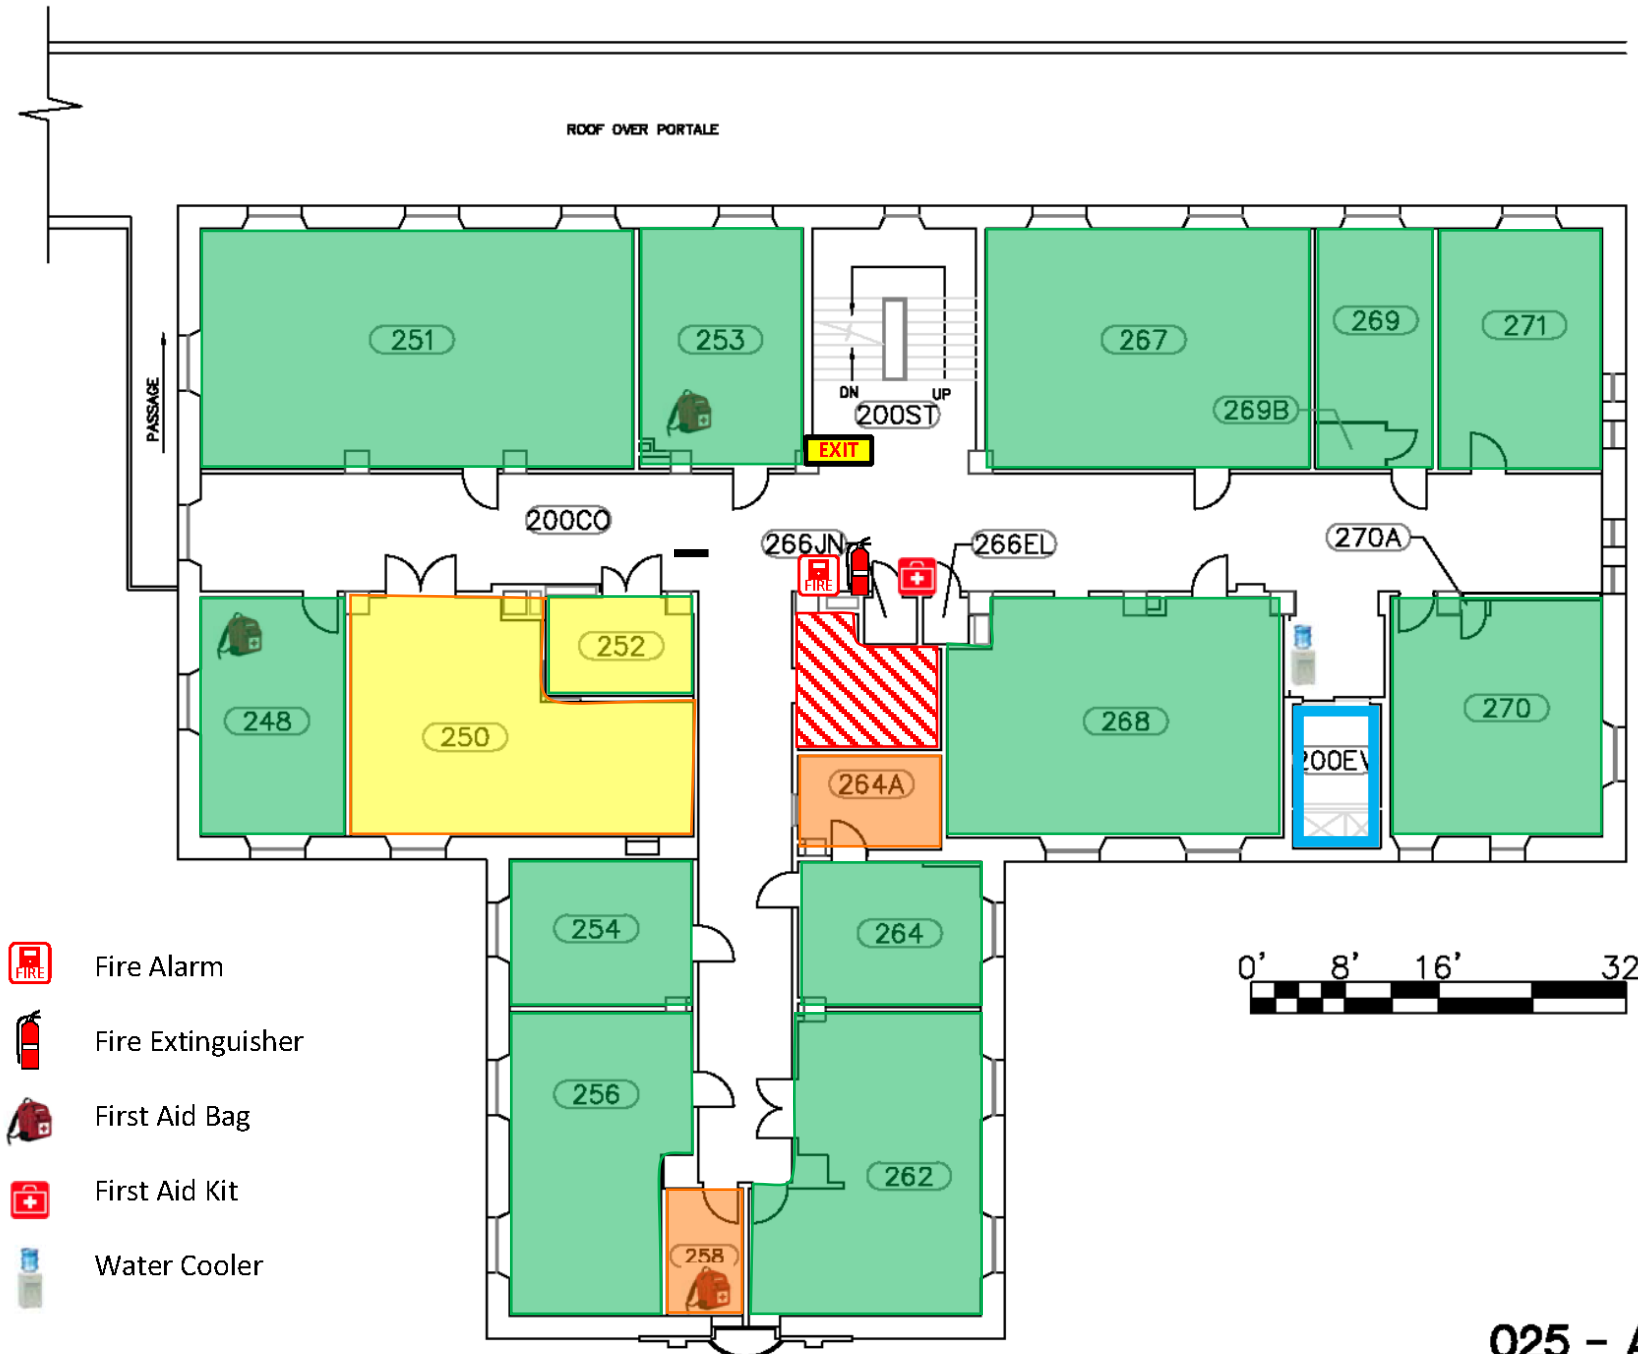 ROOF OVER PORTALE
PASSAGE
251
253
267
269
271
269B
DN
UP
200ST
EXIT
200CO
266JN
266EL
270A
FIRE
252
248
250
268
270
200EV
264A
254
264
256
262
258
0' 8' 16' 32
FIRE Fire Alarm
Fire Extinguisher
First Aid Bag
First Aid Kit
Water Cooler
025 -